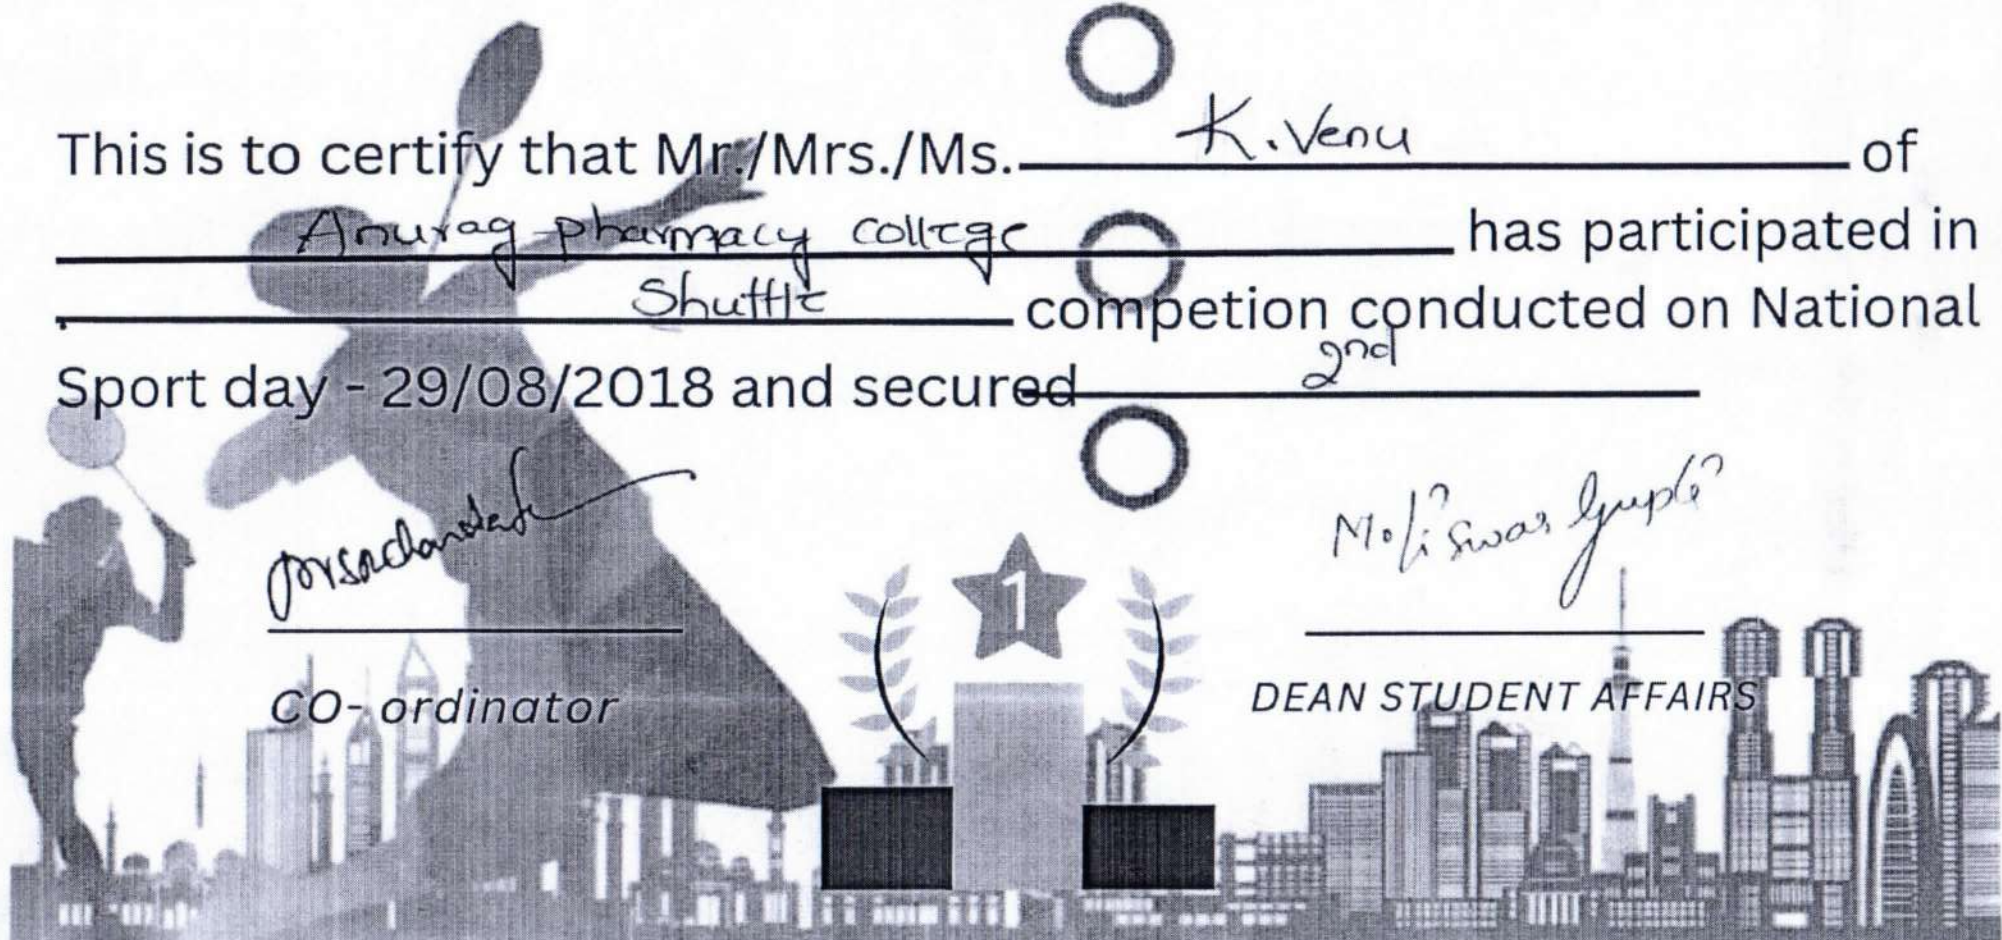 This is to certify that Mr./Mrs./Ms. K. Venu of
Anurag pharmacy college has participated in
Shuttle competion conducted on National
Sport day - 29/08/2018 and secured 2nd
1
CO- ordinator
DEAN STUDENT AFFAIRS